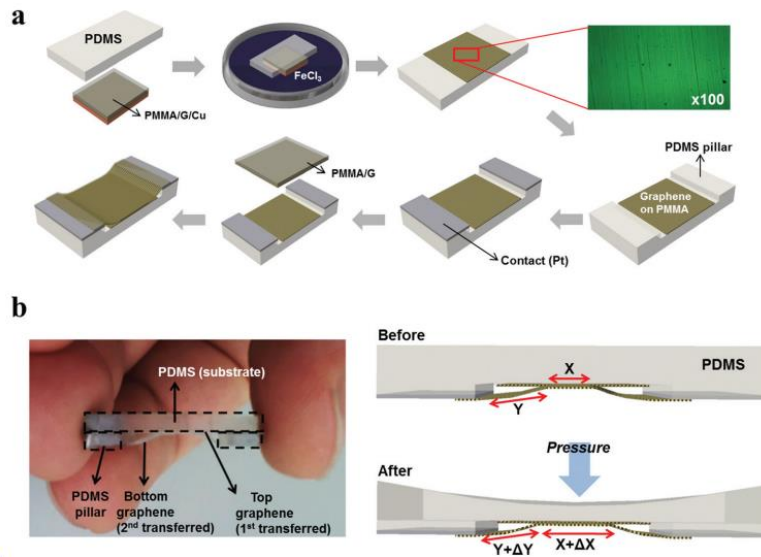 a
PDMS
PMMA/G/Cu
FeCl3
x100
PDMS pillar
Graphene
on PMMA
Contact (Pt)
PMMA/G
b
PDMS (substrate)
PDMS
pillar
Bottom
graphene
(2nd transferred)
Top
graphene
(1st transferred)
Before
X
PDMS
Y
Pressure
After
Y+ΔY
X+ΔX